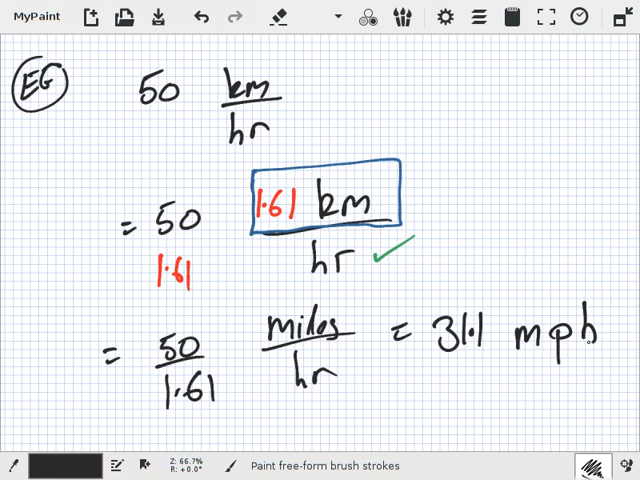 MyPaint
EG 50 km
hr
= 50 1.61 km
1.61 hr ✓
= 50 miles = 31.1 mph
1.61 hr
Z: 66.7%
R: +0.0°
Paint free-form brush strokes